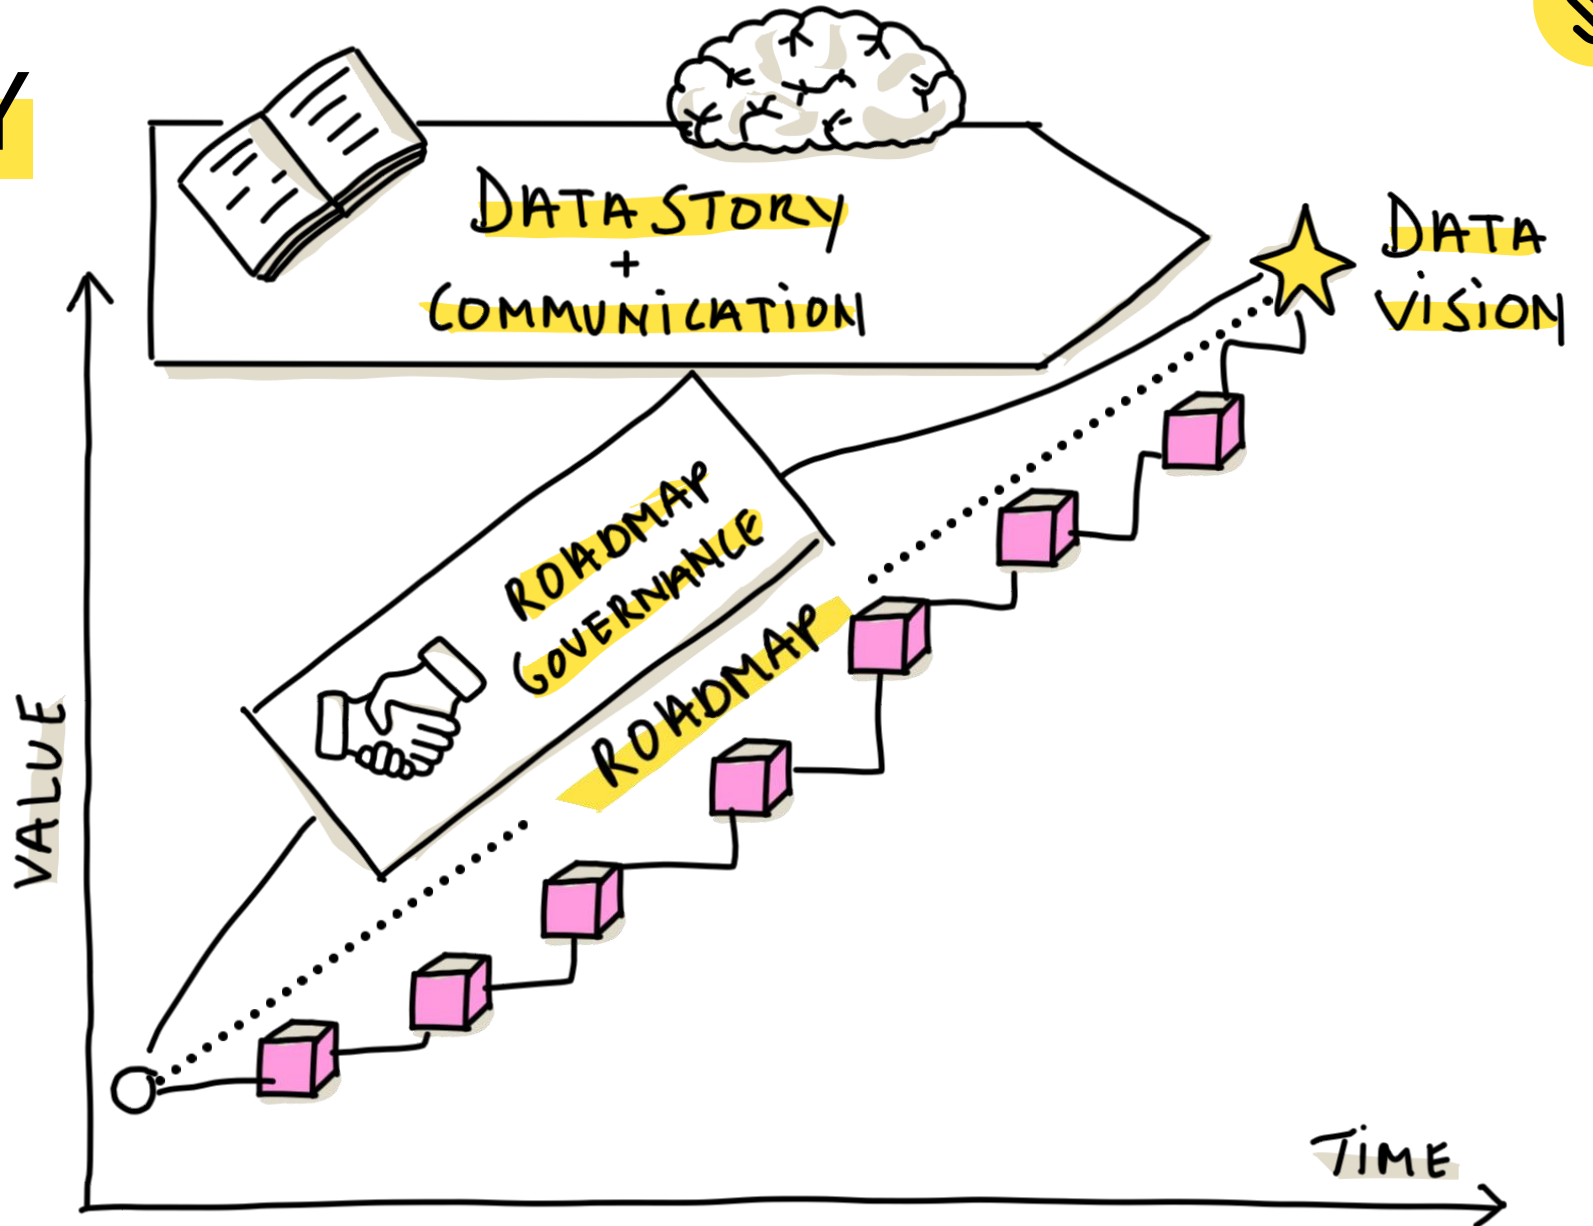 Y
DATA STORY
+
COMMUNICATION
DATA
VISION
ROADMAP
GOVERNANCE
ROADMAP
VALUE
TIME